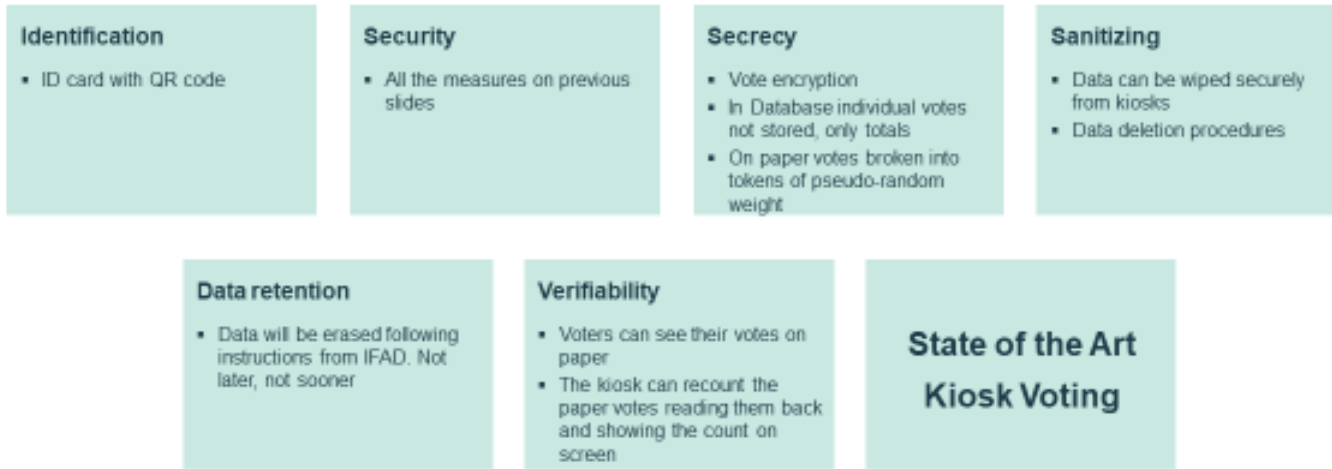 Identification
▪ ID card with QR code
Security
▪ All the measures on previous
slides
Secrecy
▪ Vote encryption
▪ In Database individual votes
not stored, only totals
▪ On paper votes broken into
tokens of pseudo-random
weight
Sanitizing
▪ Data can be wiped securely
from kiosks
▪ Data deletion procedures
Data retention
▪ Data will be erased following
instructions from IFAD. Not
later, not sooner
Verifiability
▪ Voters can see their votes on
paper
▪ The kiosk can recount the
paper votes reading them back
and showing the count on
screen
State of the Art
Kiosk Voting